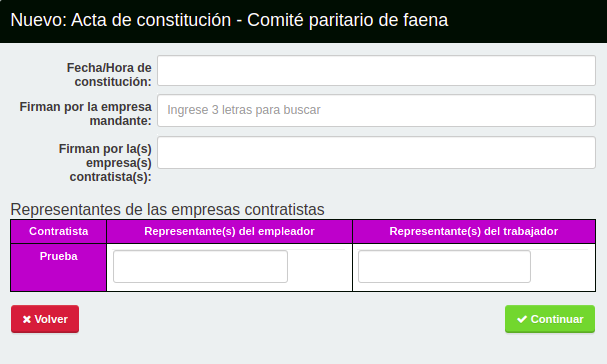 Nuevo: Acta de constitución - Comité paritario de faena
Fecha/Hora de
constitución:
Firman por la empresa
mandante:
Ingrese 3 letras para buscar
Firman por la(s)
empresa(s)
contratista(s):
Representantes de las empresas contratistas
Contratista
Representante(s) del empleador
Representante(s) del trabajador
Prueba
Volver
Continuar